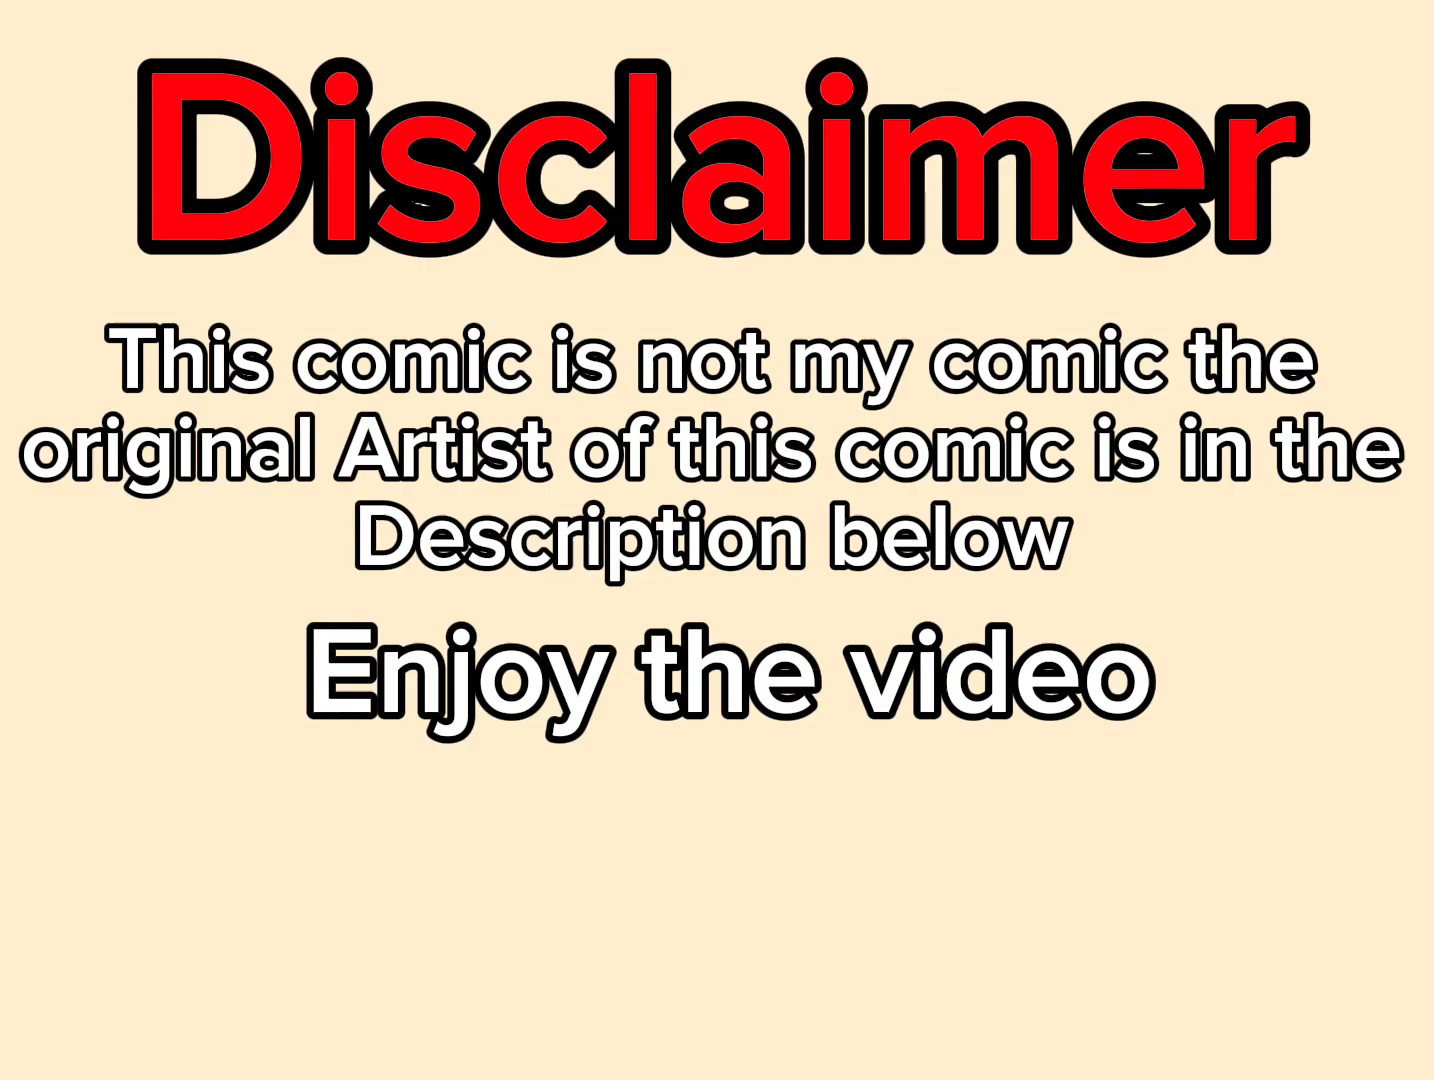 Disclaimer
This comic is not my comic the
original Artist of this comic is in the
Description below
Enjoy the video